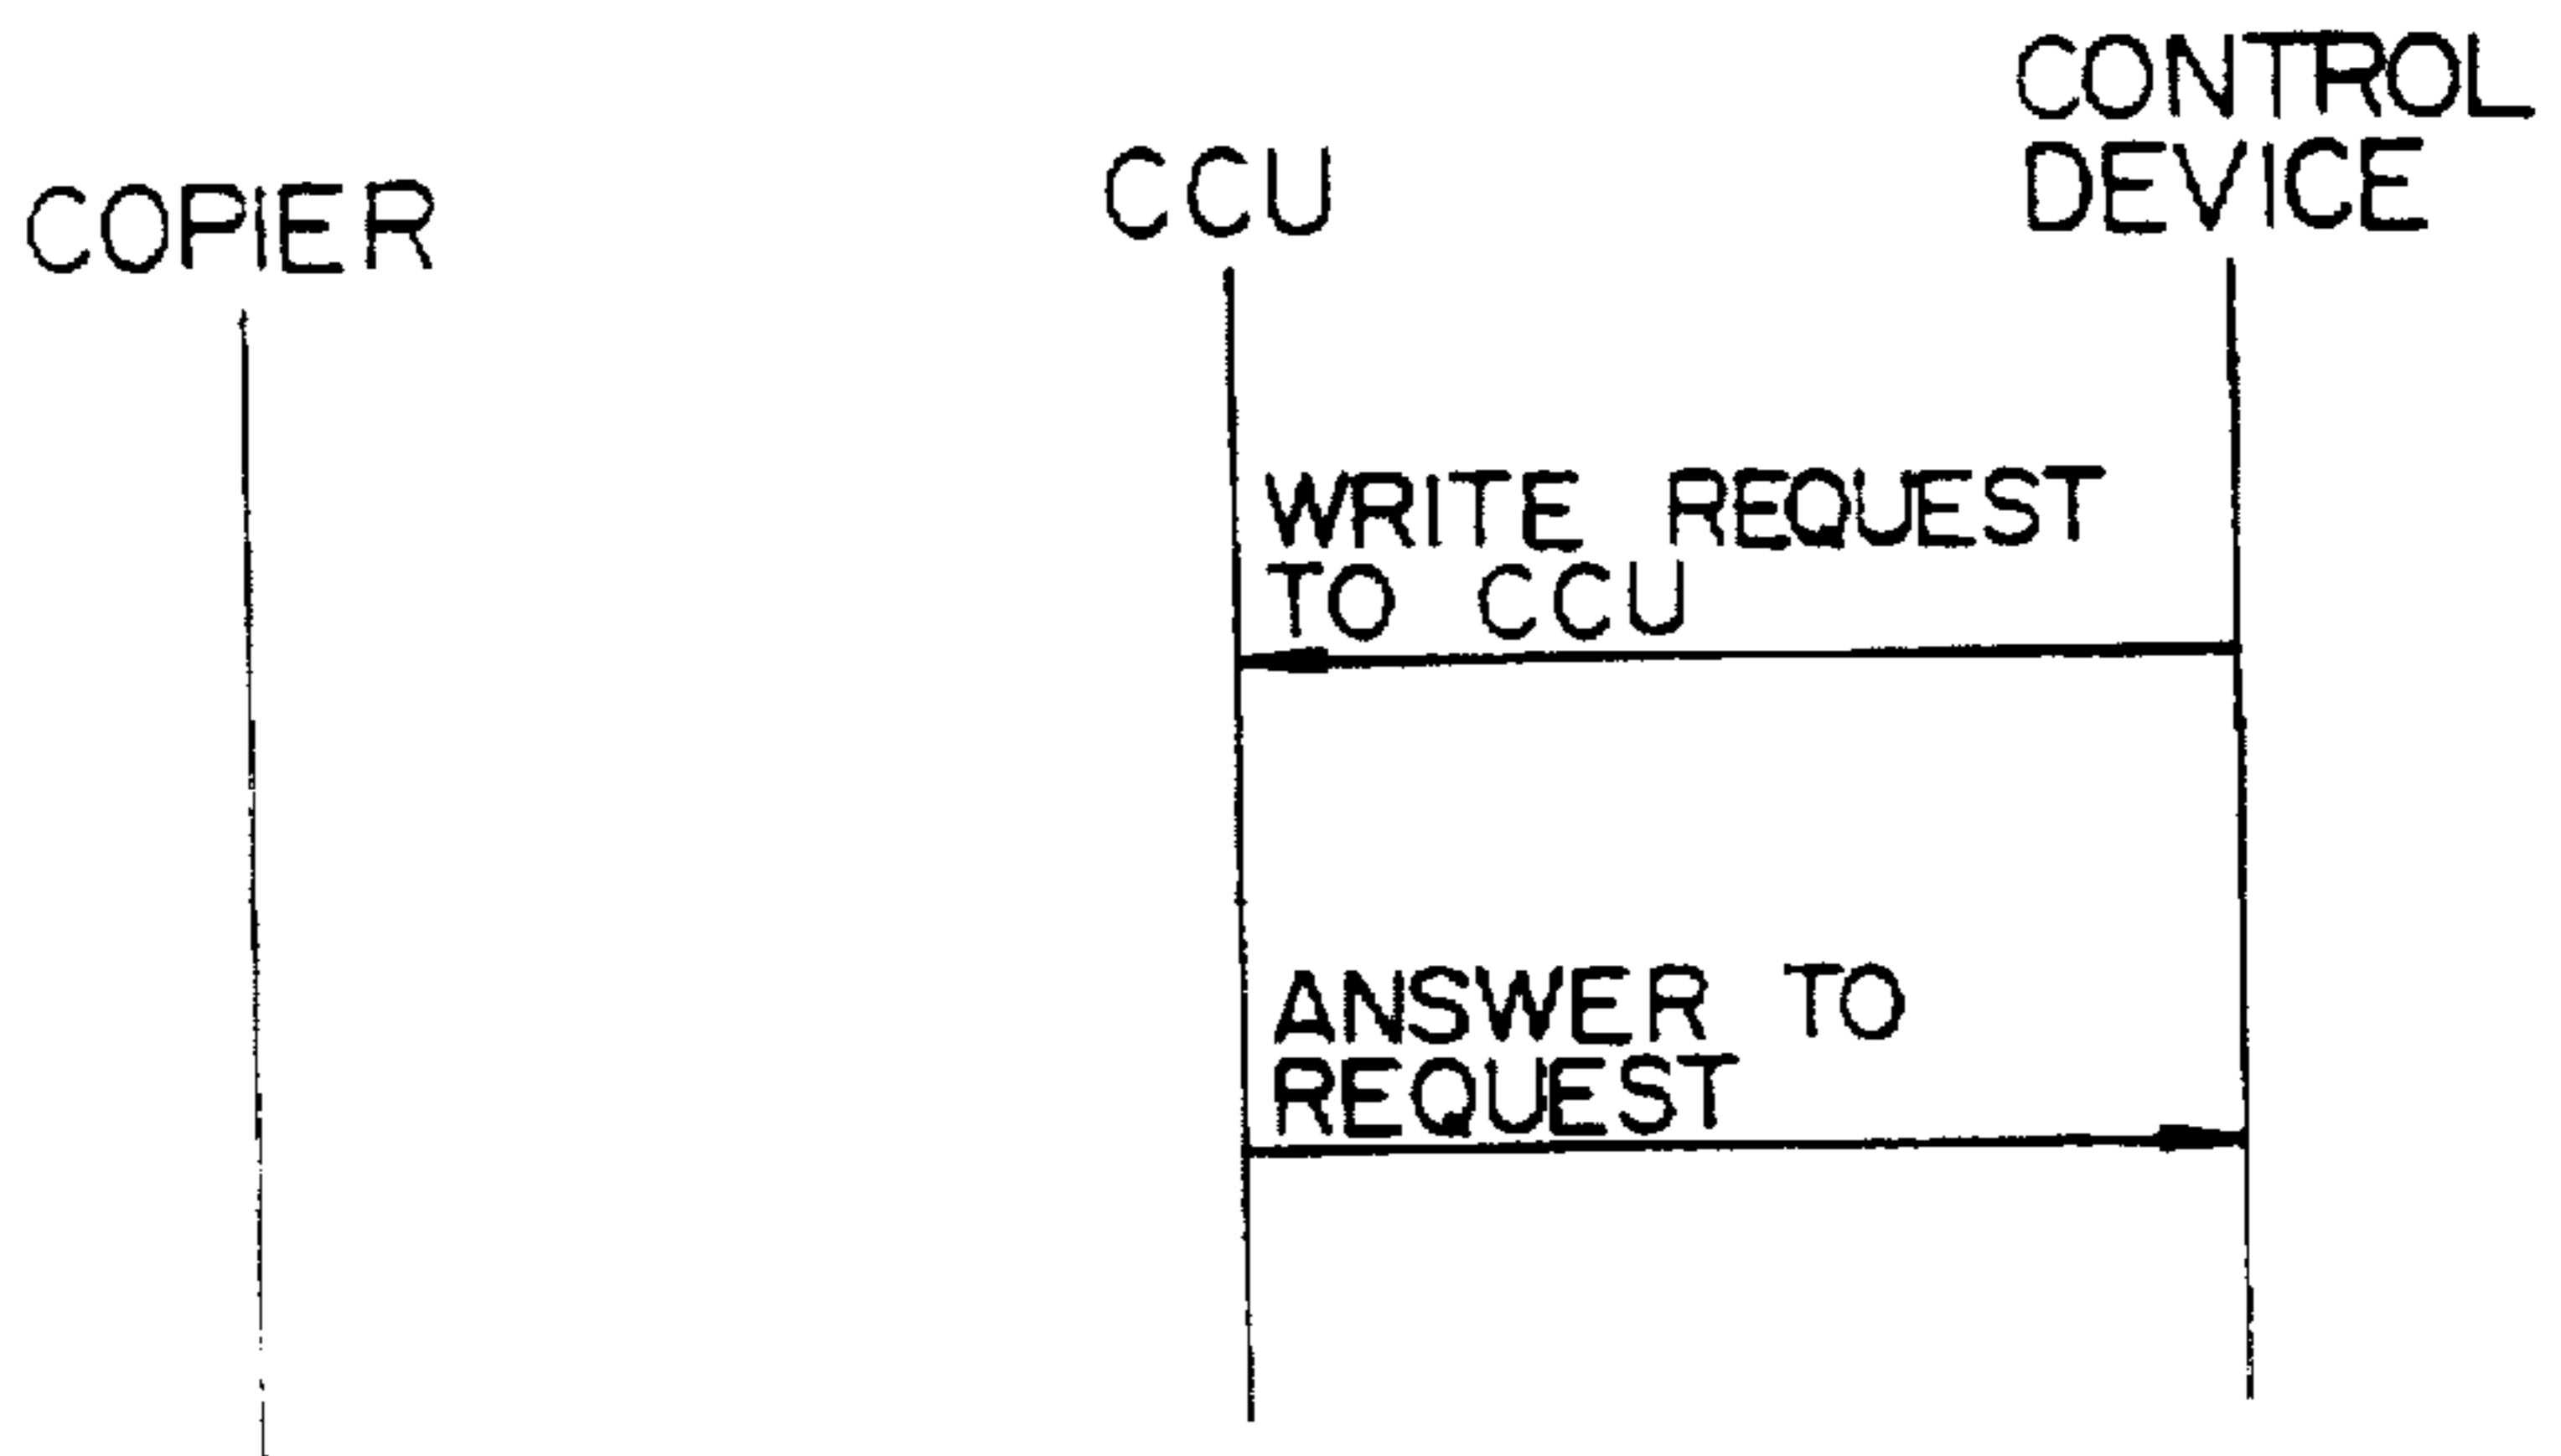 COPIER
CCU
CONTROL
DEVICE
WRITE REQUEST
TO CCU
ANSWER TO
REQUEST